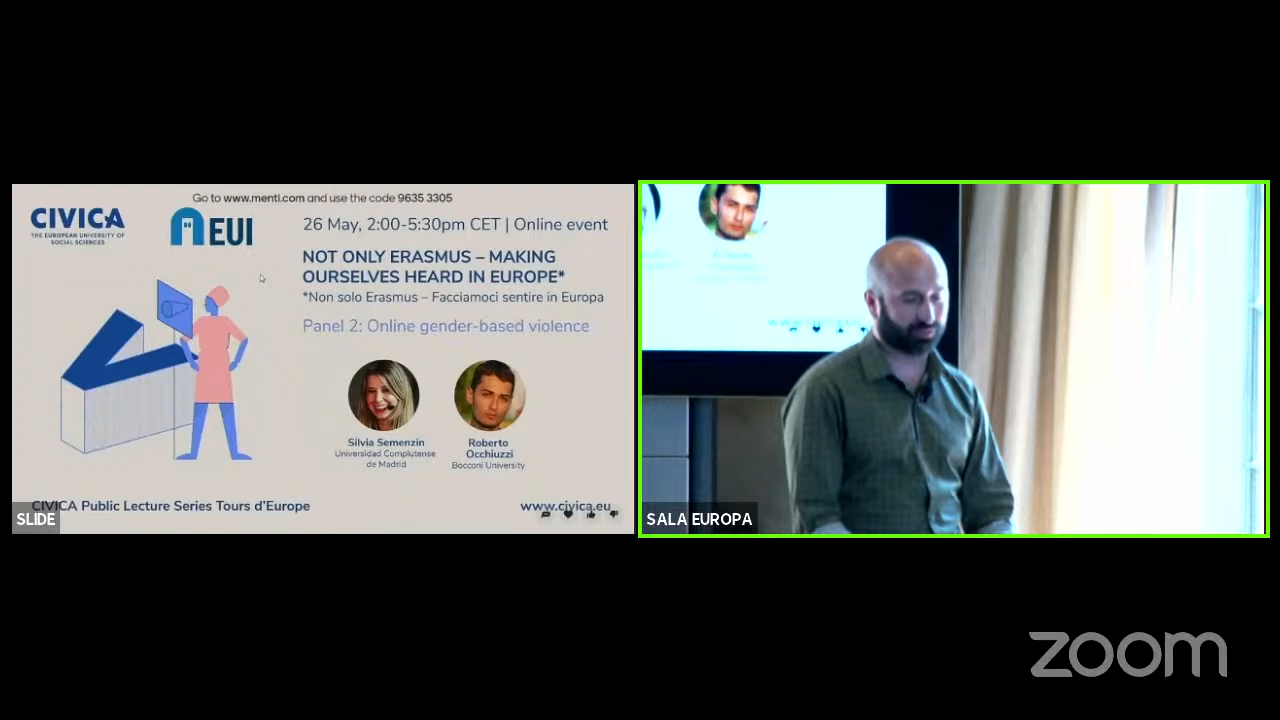 Go to www.menti.com and use the code 9635 3305
CIVICA
THE EUROPEAN UNIVERSITY OF
SOCIAL SCIENCES
EUI
26 May, 2:00-5:30pm CET | Online event
NOT ONLY ERASMUS – MAKING
OURSELVES HEARD IN EUROPE*
*Non solo Erasmus – Facciamoci sentire in Europa
Panel 2: Online gender-based violence
Silvia Semenzin
Universidad Complutense
de Madrid
Roberto
Occhiuzzi
Bocconi University
CIVICA Public Lecture Series Tours d'Europe
www.civica.eu
SLIDE
SALA EUROPA
zoom